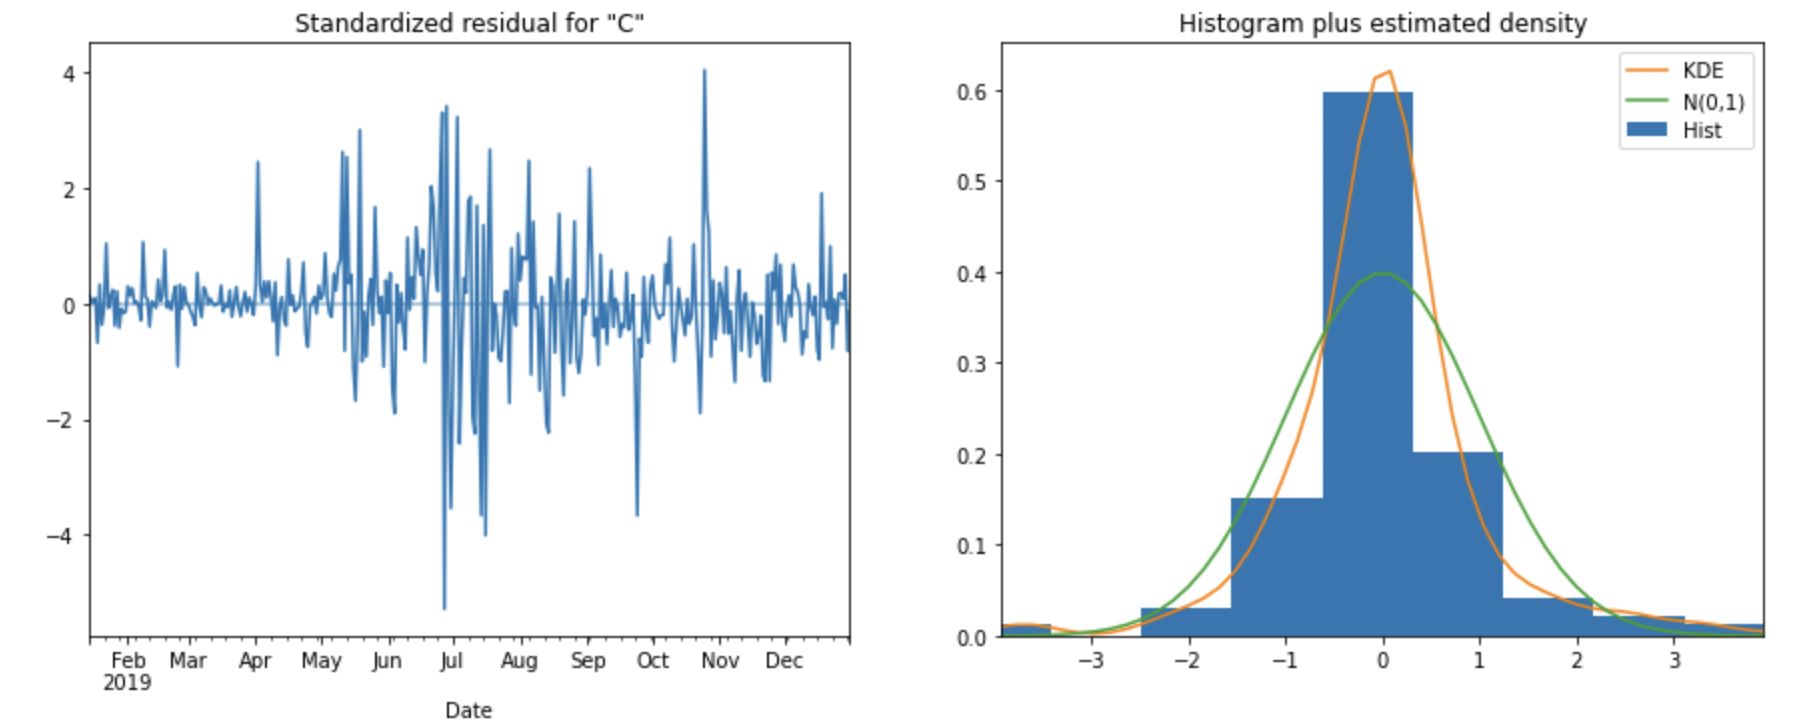 Standardized residual for "C"
4
2
0
−2
−4
Feb Mar Apr May Jun Jul Aug Sep Oct Nov Dec
2019
Date
Histogram plus estimated density
KDE
N(0,1)
Hist
0.6
0.5
0.4
0.3
0.2
0.1
0.0
−3 −2 −1 0 1 2 3